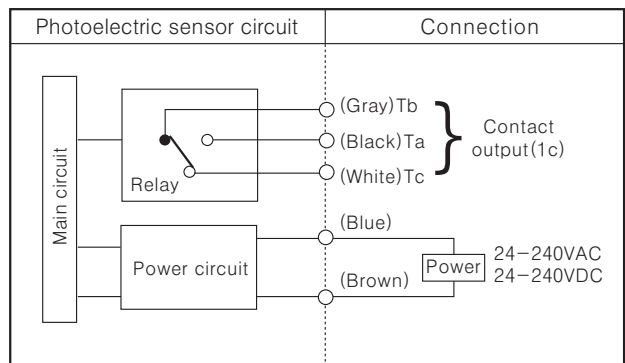 Photoelectric sensor circuit
Connection
Main circuit
Relay
(Gray)Tb
(Black)Ta
(White)Tc
}
Contact
output(1c)
Power circuit
(Blue)
(Brown)
Power
24-240VAC
24-240VDC